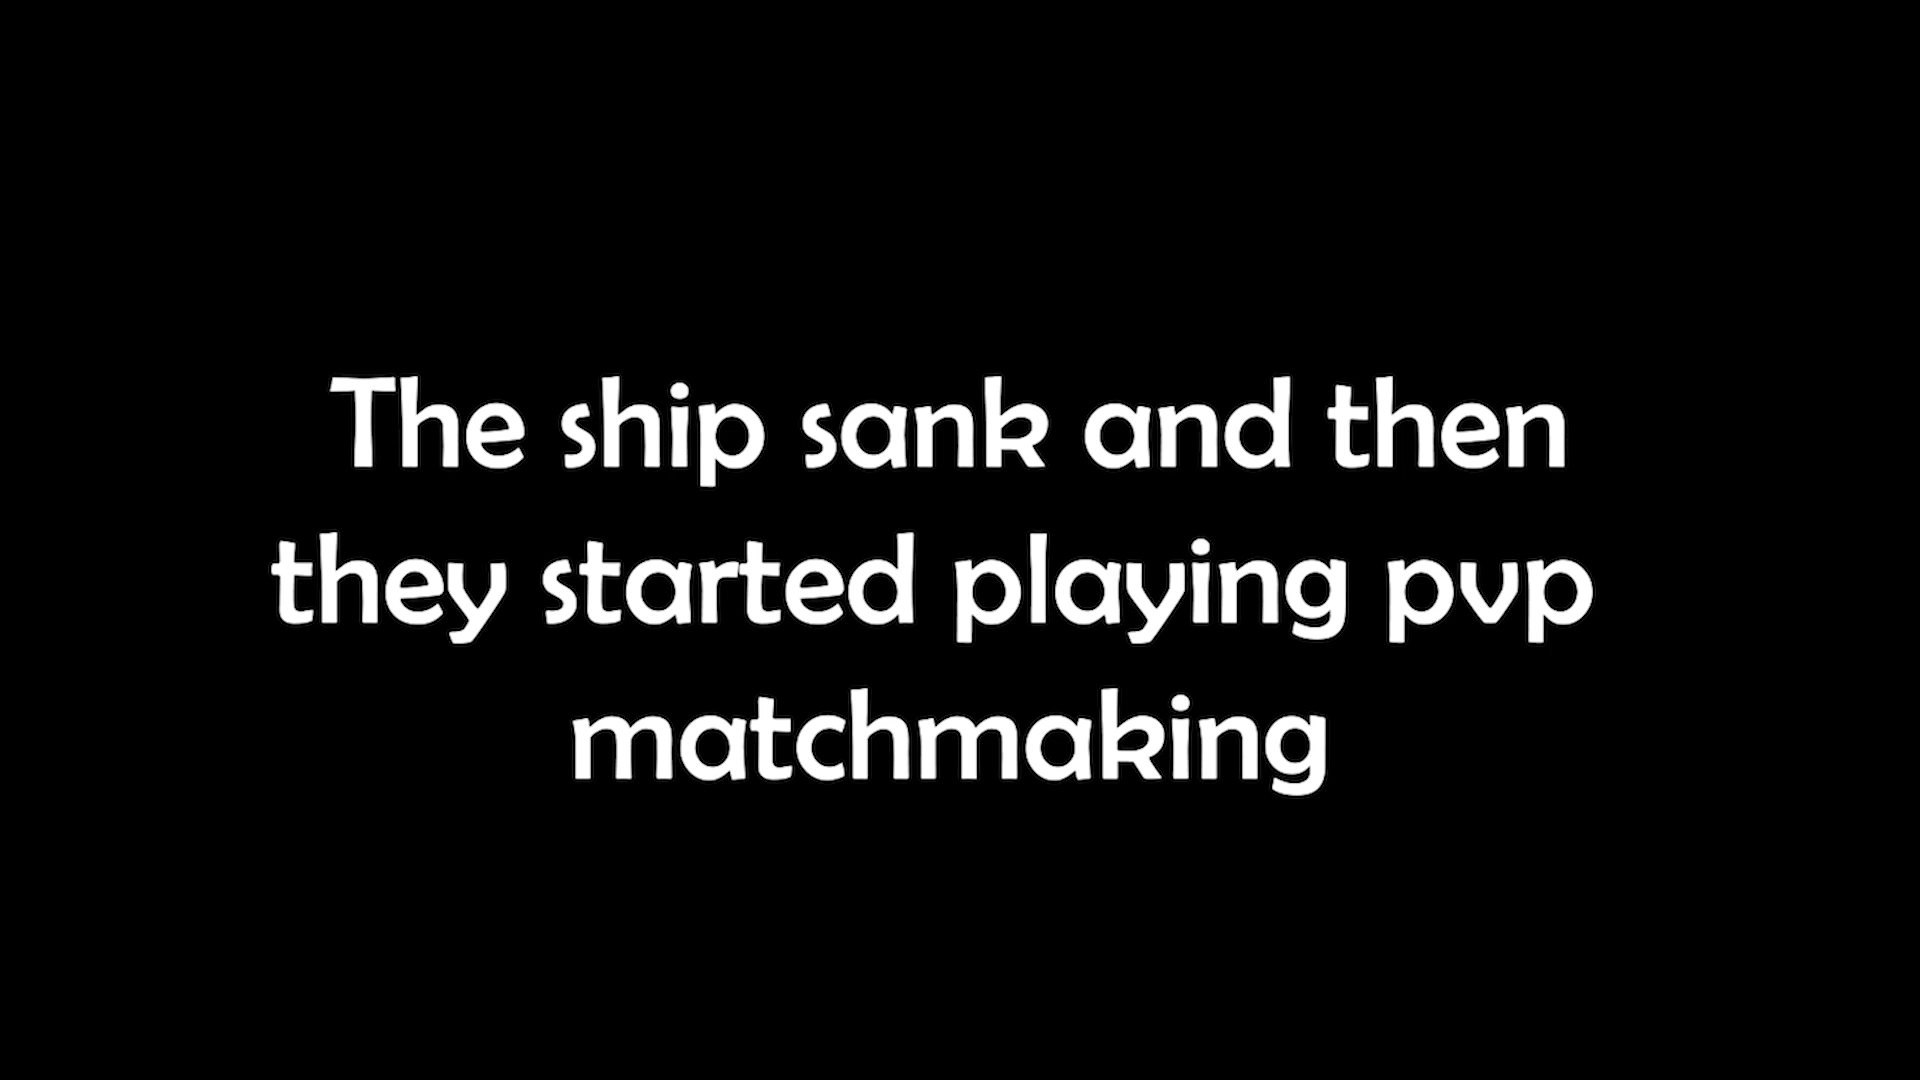 The ship sank and then
they started playing pvp
matchmaking